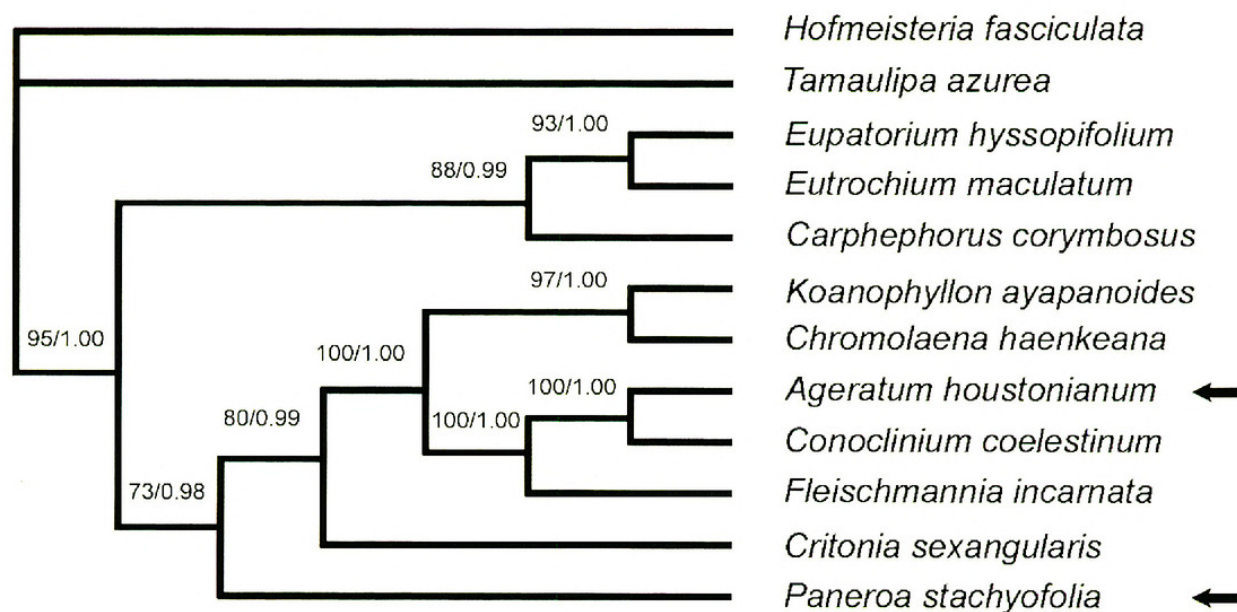 Hofmeisteria fasciculata
Tamaulipa azurea
93/1.00
Eupatorium hyssopifolium
88/0.99
Eutrochium maculatum
Carphephorus corymbosus
97/1.00
Koanophyllon ayapanoides
95/1.00
100/1.00
Chromolaena haenkeana
100/1.00
Ageratum houstonianum
80/0.99
100/1.00
Conoclinium coelestinum
73/0.98
Fleischmannia incarnata
Critonia sexangularis
Paneroa stachyofolia